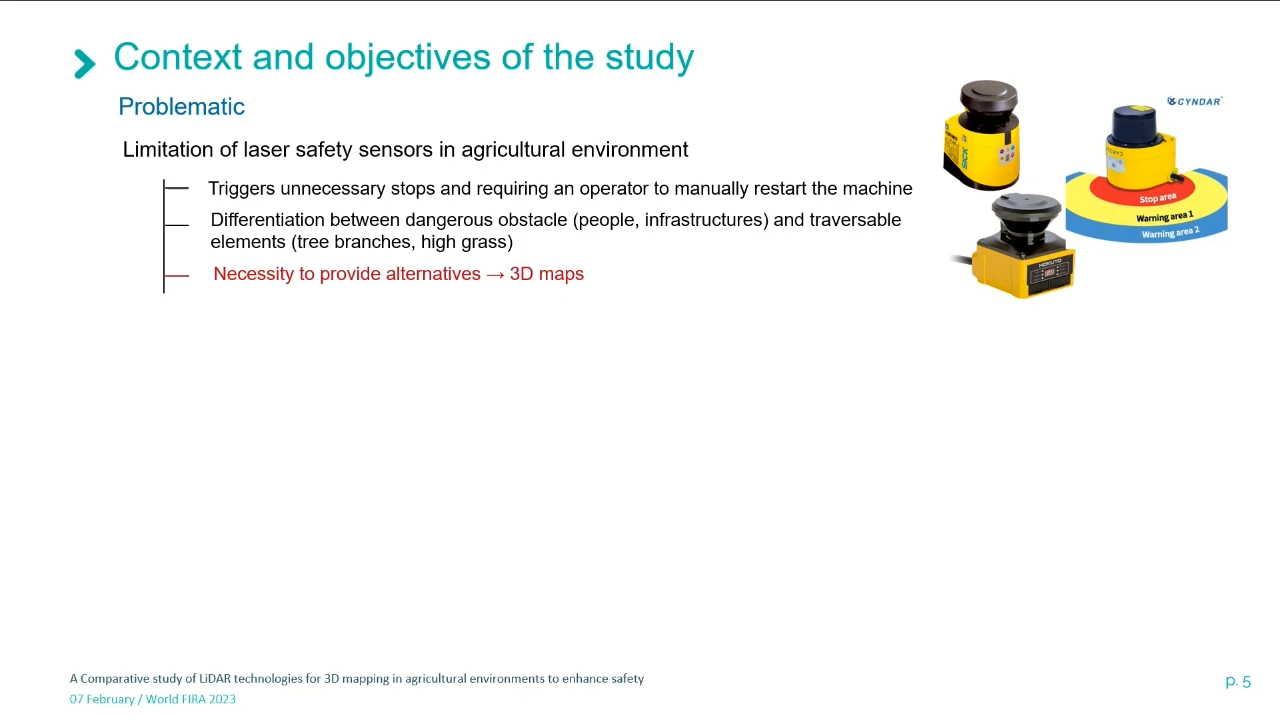 Context and objectives of the study
Problematic
CYNDAR
Limitation of laser safety sensors in agricultural environment
Triggers unnecessary stops and requiring an operator to manually restart the machine
Differentiation between dangerous obstacle (people, infrastructures) and traversable
elements (tree branches, high grass)
Necessity to provide alternatives → 3D maps
SICK
Stop area
Warning area 1
Warning area 2
HOKUYO
A Comparative study of LiDAR technologies for 3D mapping in agricultural environments to enhance safety
07 February / World FIRA 2023
p. 5